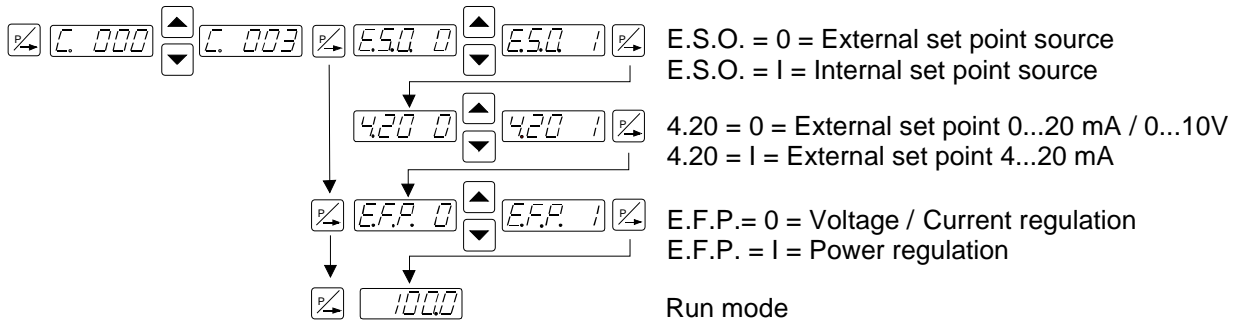 P C. 000 C. 003 P E.S.0. 0 E.S.0. 1 P E.S.O. = 0 = External set point source
E.S.O. = I = Internal set point source
4.20 0 4.20 1 P 4.20 = 0 = External set point 0...20 mA / 0...10V
4.20 = I = External set point 4...20 mA
P E.F.P. 0 E.F.P. 1 P E.F.P.= 0 = Voltage / Current regulation
E.F.P. = I = Power regulation
P 100.0 Run mode